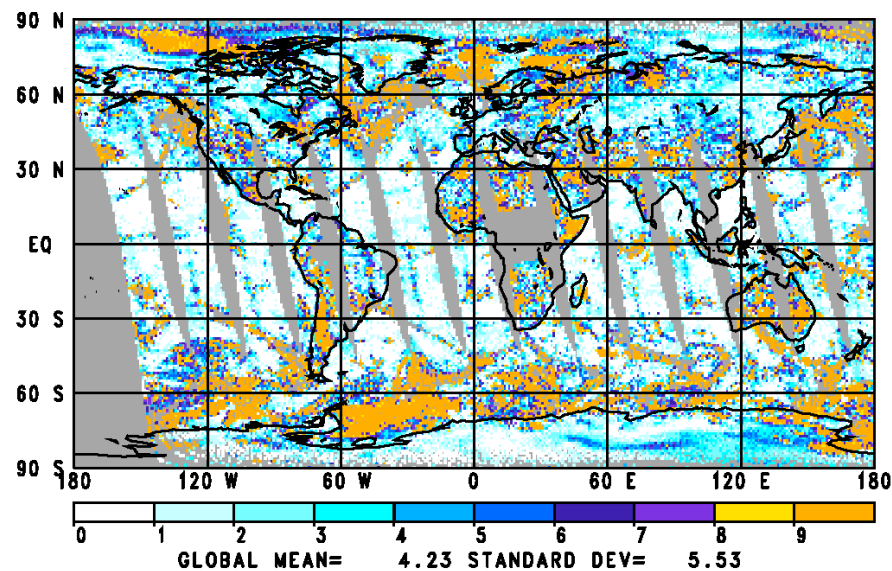 90 N
60 N
30 N
EQ
30 S
60 S
90 S
180 120 W 60 W 0 60 E 120 E 180
0 1 2 3 4 5 6 7 8 9
GLOBAL MEAN= 4.23 STANDARD DEV= 5.53